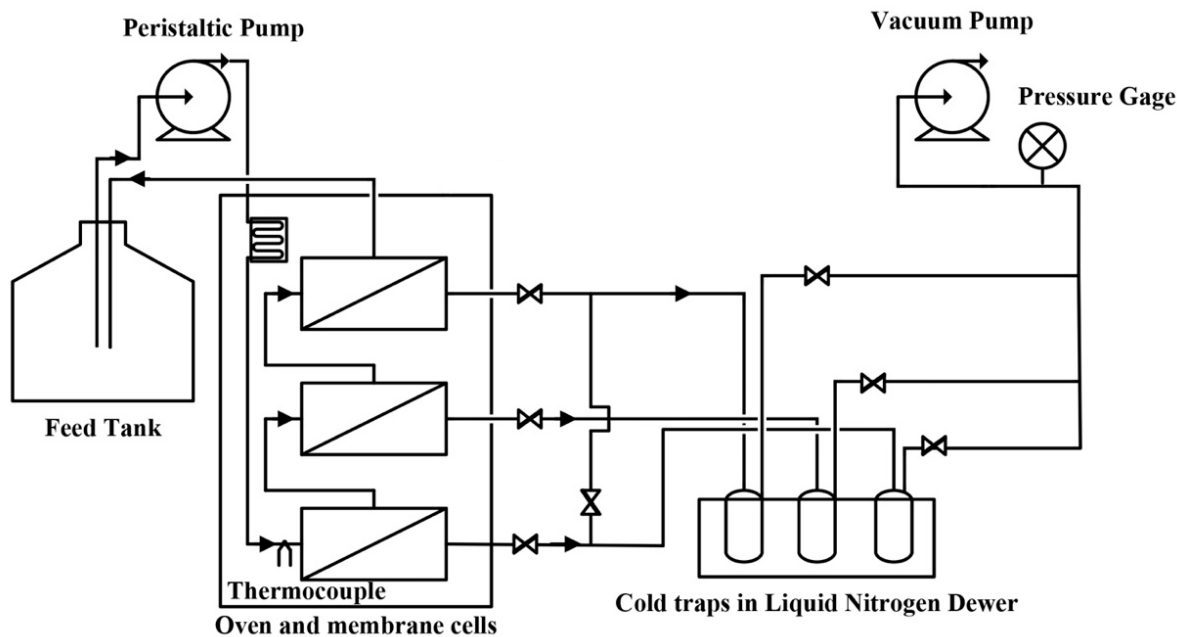 Peristaltic Pump
Vacuum Pump
Pressure Gage
Feed Tank
Thermocouple
Oven and membrane cells
Cold traps in Liquid Nitrogen Dewer